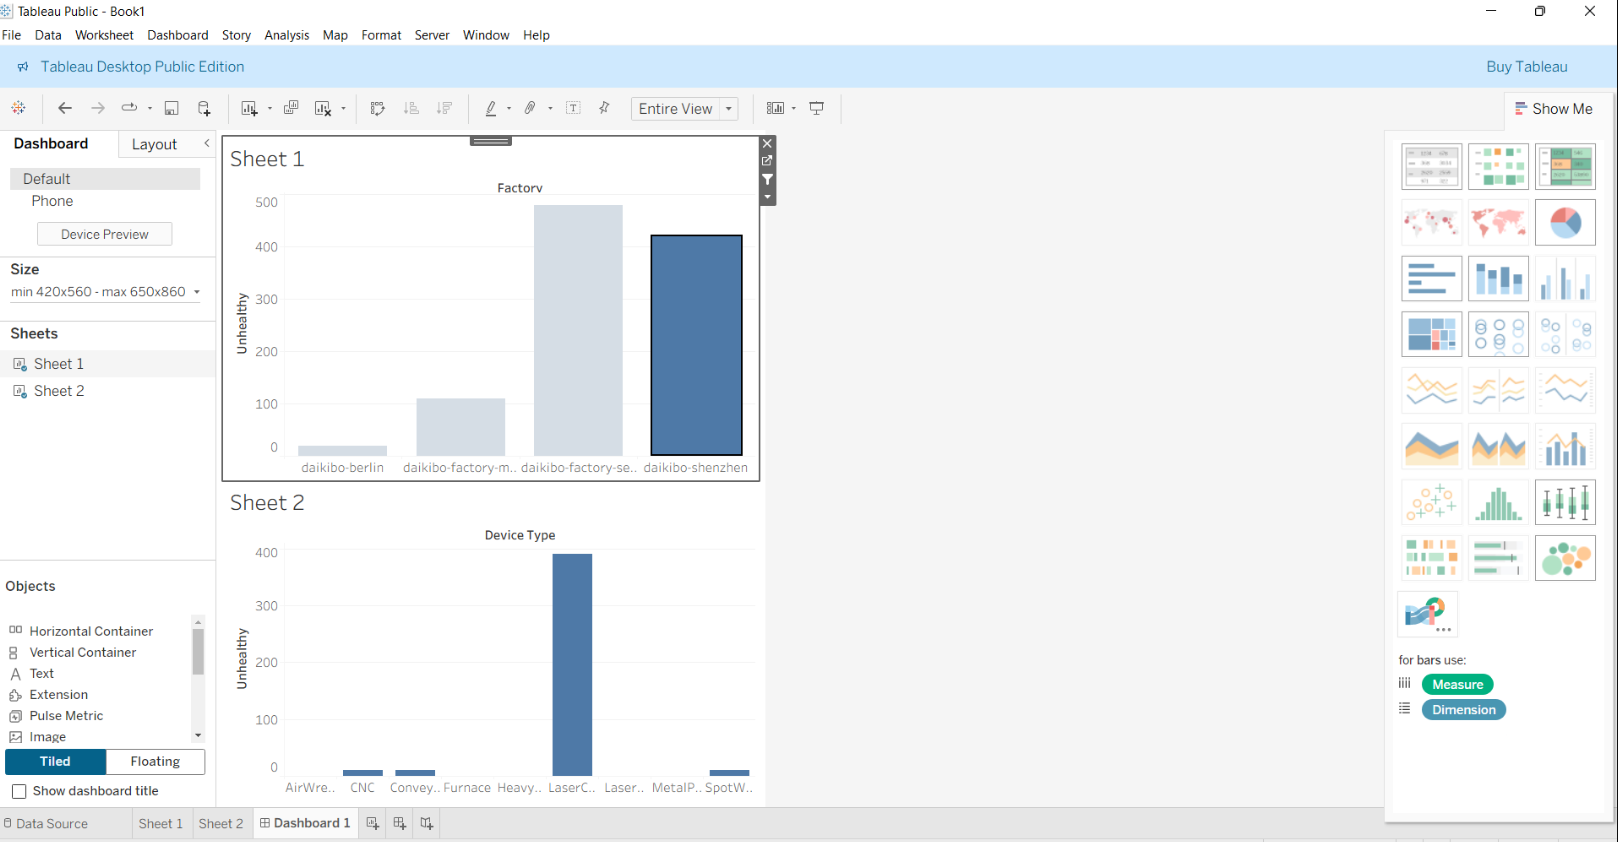 Tableau Public - Book1
File Data Worksheet Dashboard Story Analysis Map Format Server Window Help
Tableau Desktop Public Edition
Buy Tableau
Entire View
Show Me
Dashboard
Layout
Default
Phone
Device Preview
Size
min 420x560 - max 650x860
Sheets
Sheet 1
Sheet 2
Objects
Horizontal Container
Vertical Container
Text
Extension
Pulse Metric
Image
Tiled
Floating
Show dashboard title
Sheet 1
Factory
Unhealthy
500
400
300
200
100
0
daikibo-berlin daikibo-factory-m.. daikibo-factory-se.. daikibo-shenzhen
Sheet 2
Device Type
Unhealthy
400
300
200
100
0
AirWre.. CNC Convey.. Furnace Heavy.. LaserC.. Laser.. MetalP.. SpotW..
for bars use:
Measure
Dimension
Data Source
Sheet 1
Sheet 2
Dashboard 1